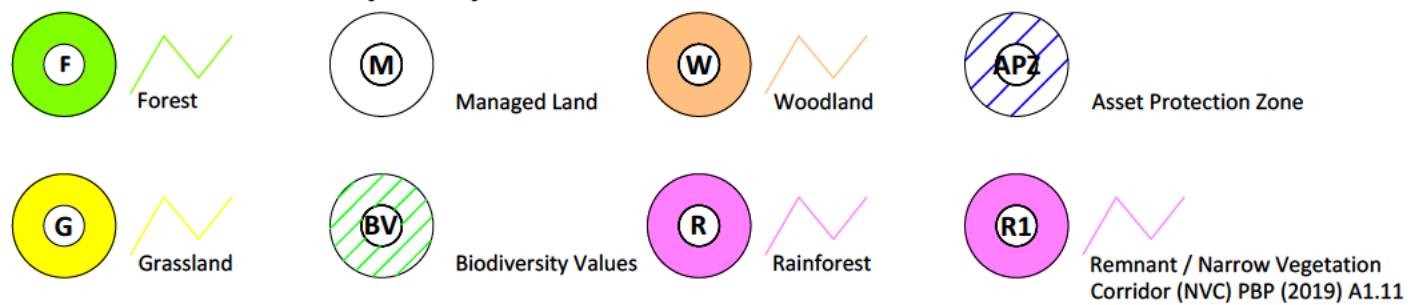 F
Forest
M
Managed Land
W
Woodland
APZ
Asset Protection Zone
G
Grassland
BV
Biodiversity Values
R
Rainforest
R1
Remnant / Narrow Vegetation
Corridor (NVC) PBP (2019) A1.11